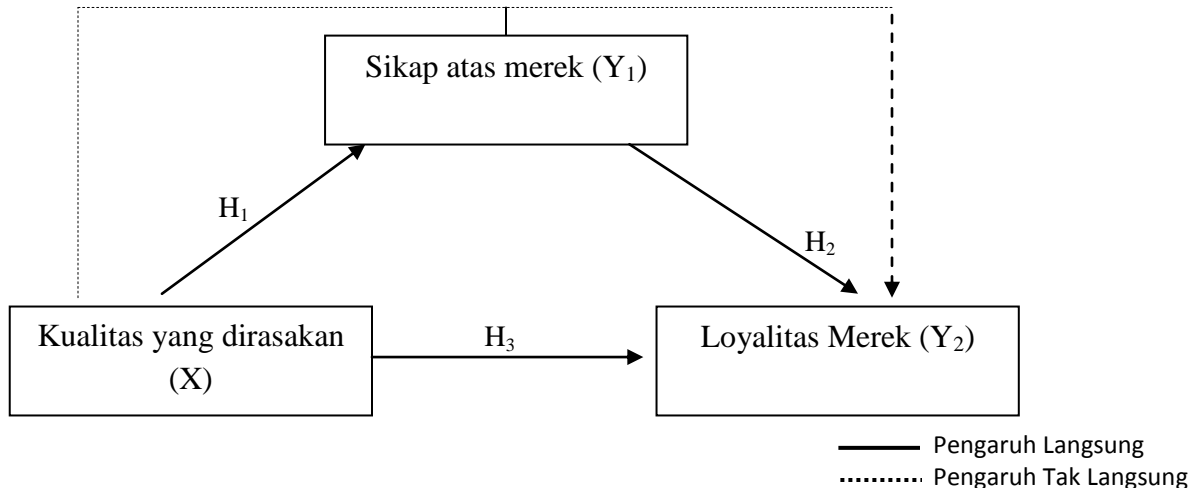 Sikap atas merek (Y₁)
H₁
H₂
Kualitas yang dirasakan
(X)
H₃
Loyalitas Merek (Y₂)
Pengaruh Langsung
Pengaruh Tak Langsung